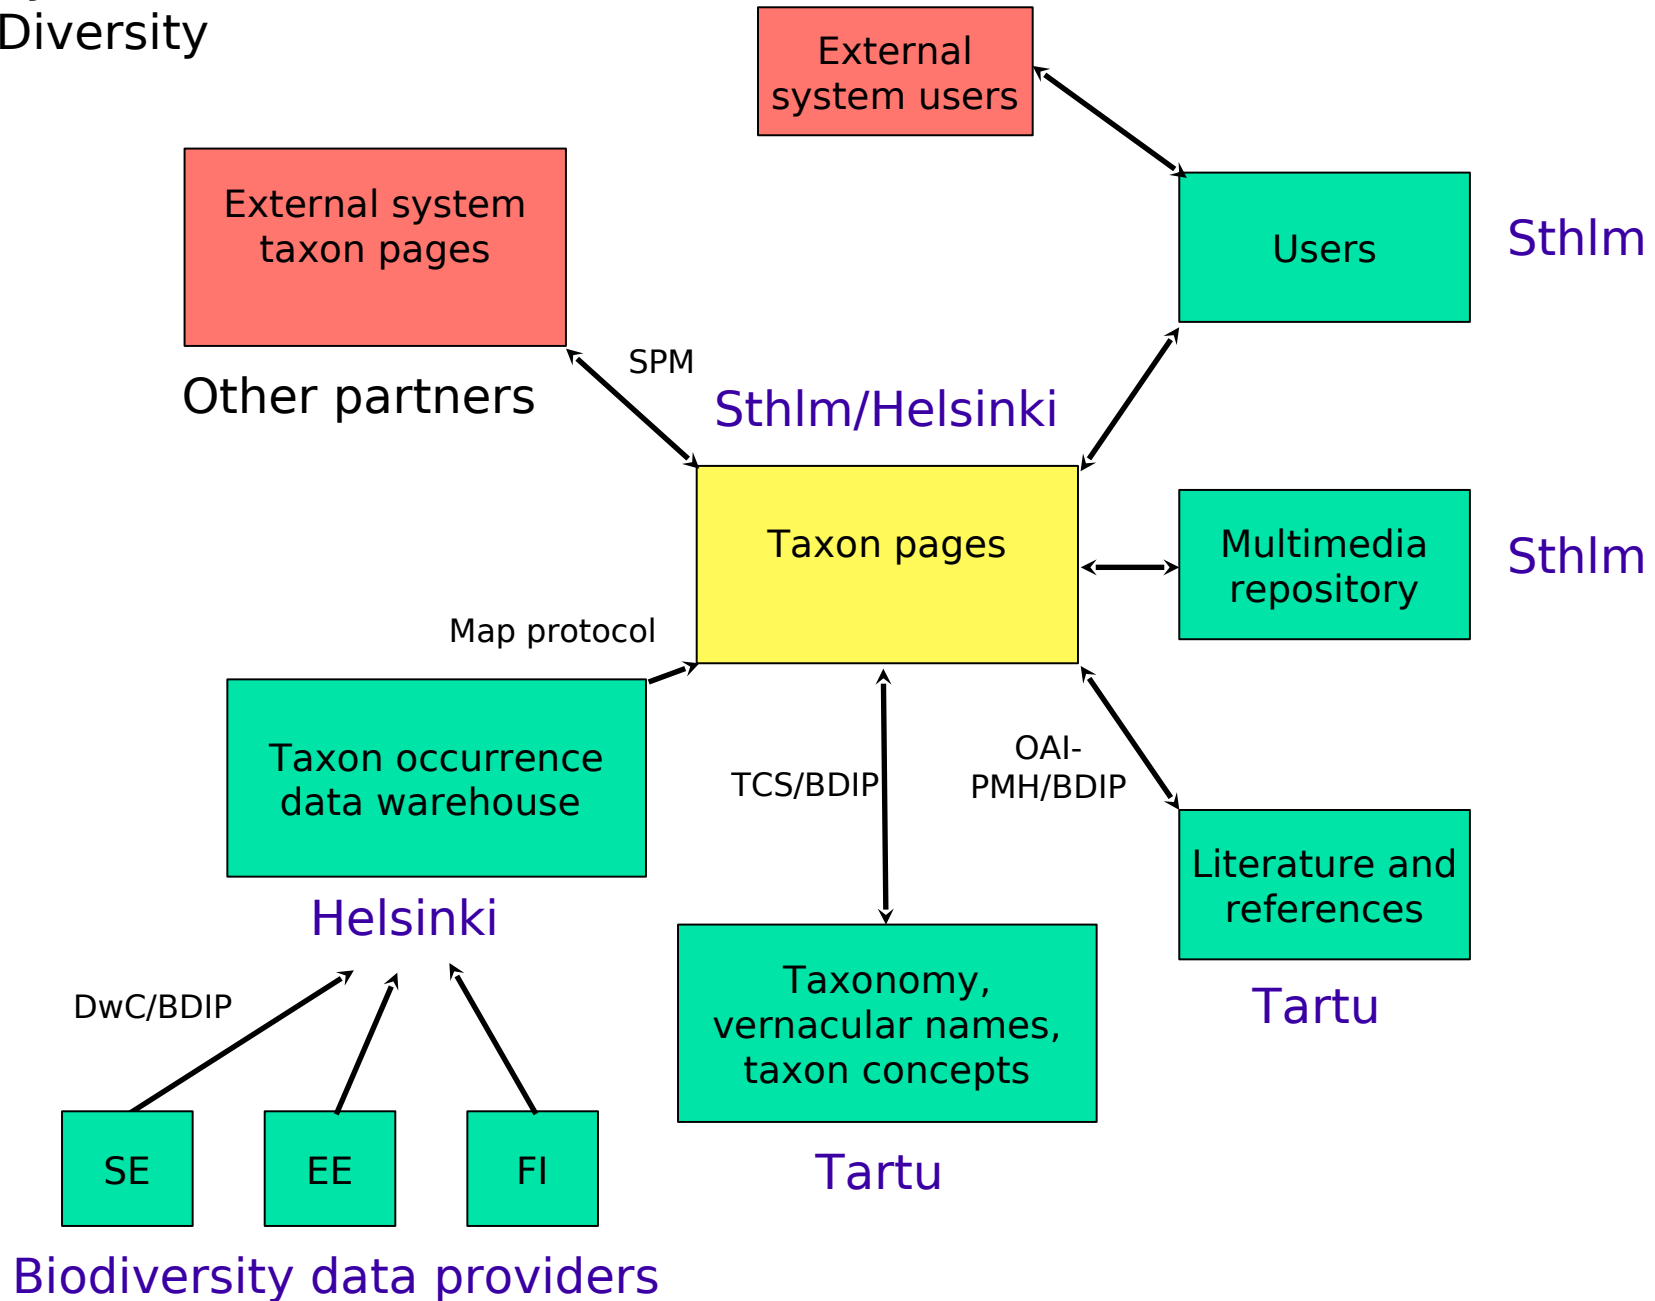 Diversity
External
system users
External system
taxon pages
Users
Sthlm
SPM
Other partners
Sthlm/Helsinki
Taxon pages
Multimedia
repository
Sthlm
Map protocol
Taxon occurrence
data warehouse
TCS/BDIP
OAI-
PMH/BDIP
Literature and
references
Helsinki
Taxonomy,
vernacular names,
taxon concepts
Tartu
DwC/BDIP
SE
EE
FI
Tartu
Biodiversity data providers